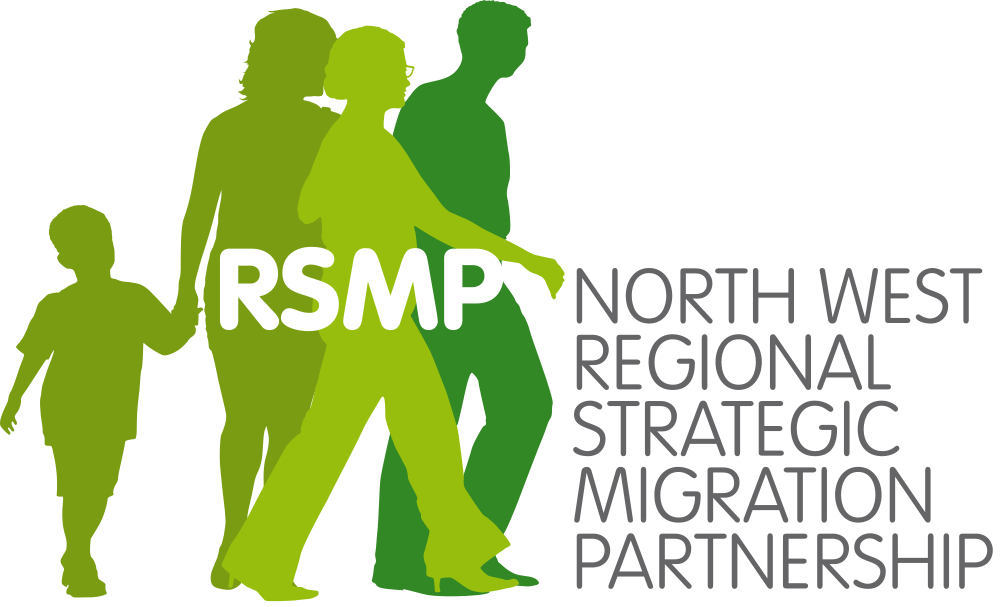 RSMP
NORTH WEST
REGIONAL
STRATEGIC
MIGRATION
PARTNERSHIP